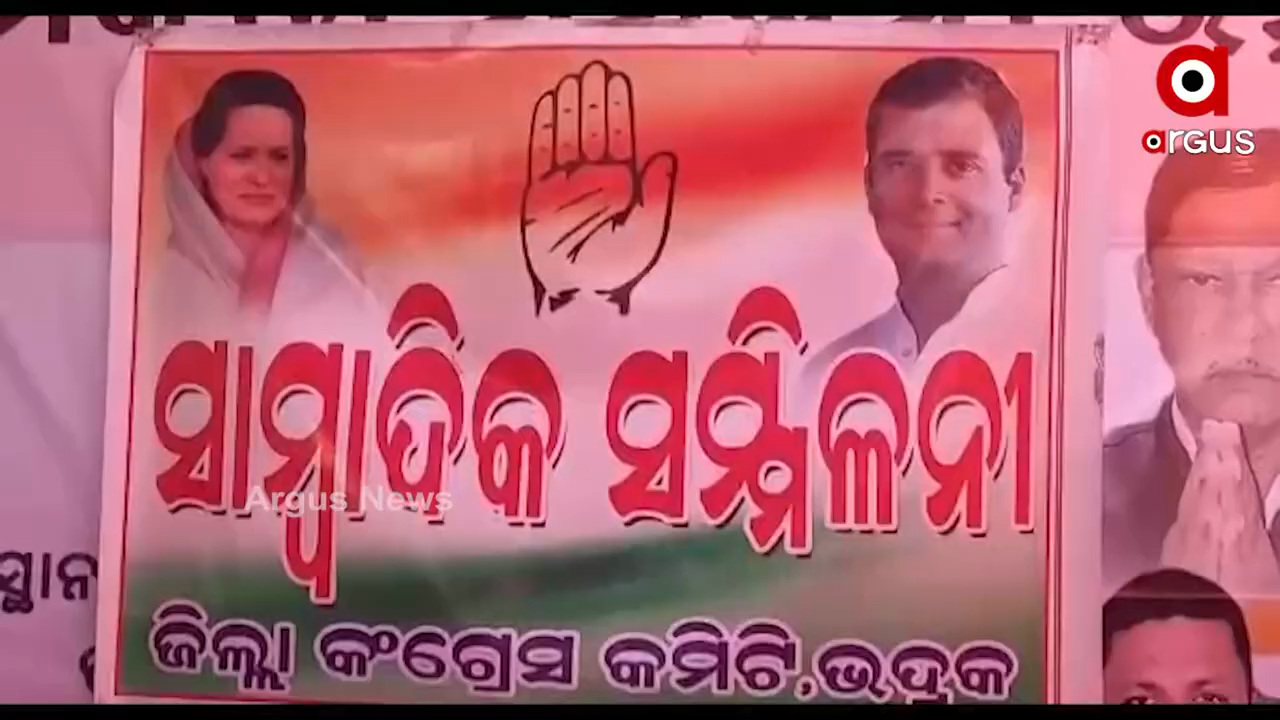 argus
ସାମ୍ବାଦିକ ସମ୍ମିଳନୀ
Argus News
ସ୍ଥାନ
ଜିଲ୍ଲା କଂଗ୍ରେସ କମିଟି, ଭଦ୍ରକ